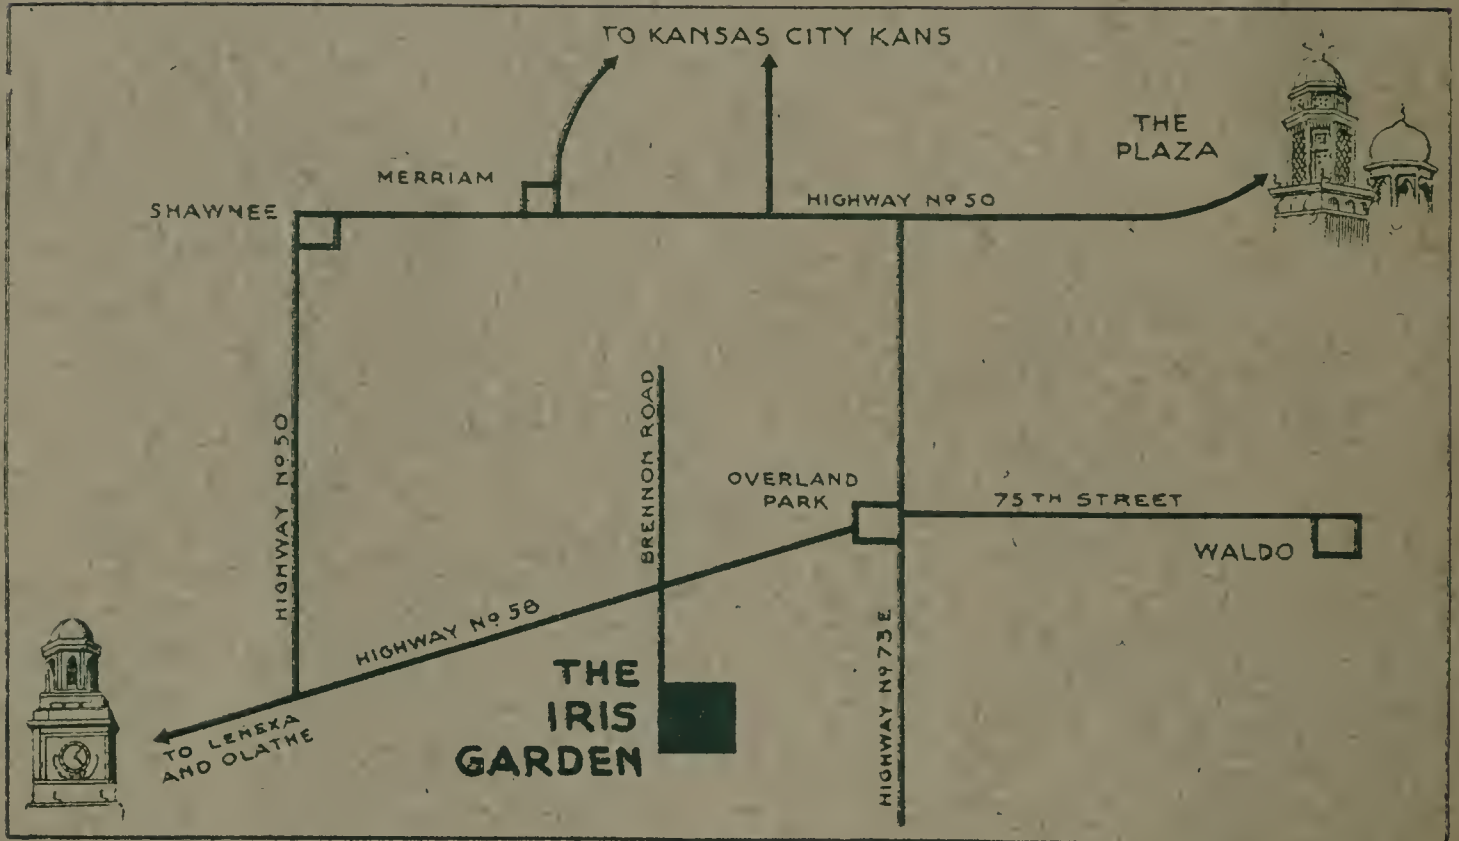 TO KANSAS CITY KANS
THE
PLAZA
MERRIAM
SHAWNEE
HIGHWAY Nº 50
HIGHWAY Nº 50
BRENNON ROAD
OVERLAND
PARK
75TH STREET
WALDO
HIGHWAY Nº 58
HIGHWAY Nº 73E
THE
IRIS
GARDEN
TO LENEXA
AND OLATHE